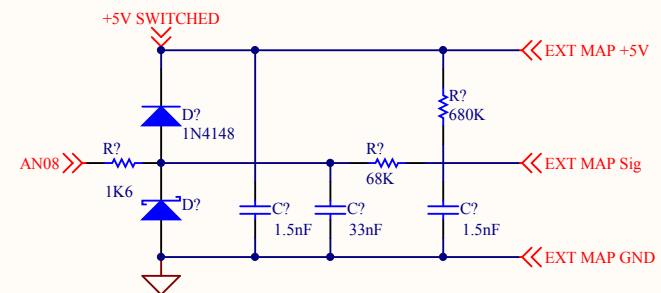 +5V SWITCHED
EXT MAP +5V
R?
680K
D?
1N4148
R?
R?
AN08
EXT MAP Sig
1K6
68K
D?
C?
C?
C?
1.5nF
33nF
1.5nF
EXT MAP GND